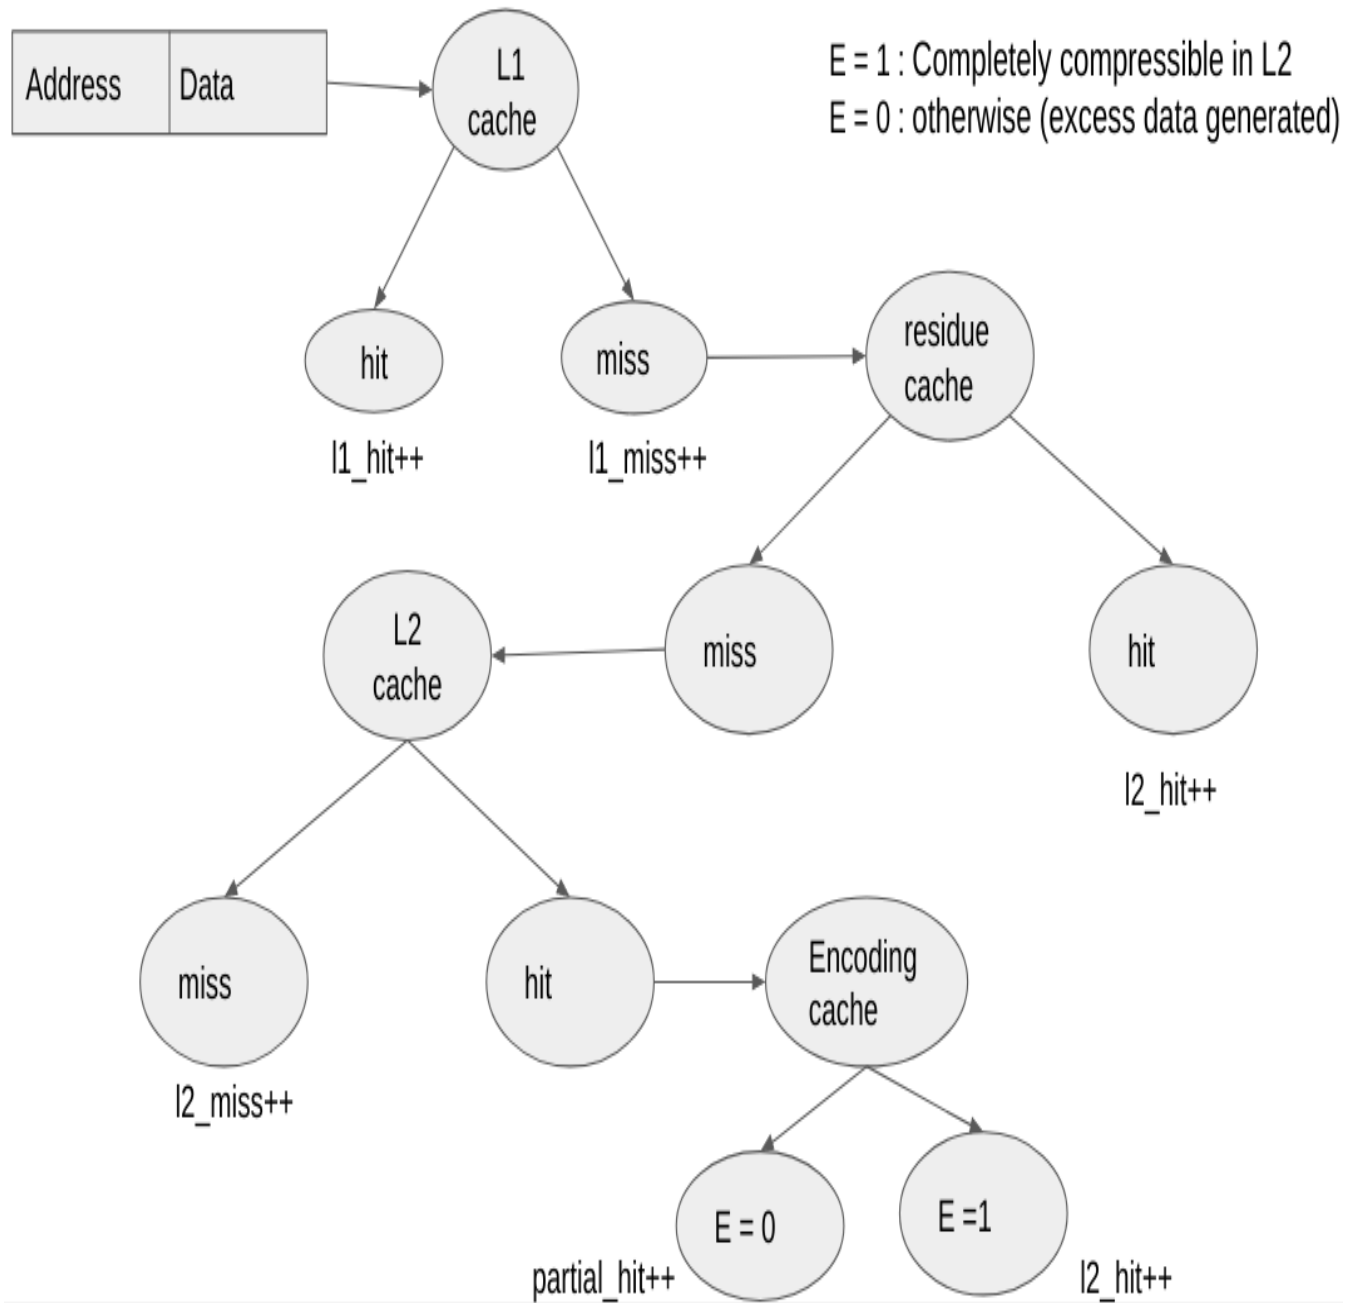 Address
Data
L1
cache
E = 1 : Completely compressible in L2
E = 0 : otherwise (excess data generated)
hit
miss
residue
cache
l1_hit++
l1_miss++
L2
cache
miss
hit
l2_hit++
miss
hit
Encoding
cache
l2_miss++
E = 0
E =1
partial_hit++
l2_hit++